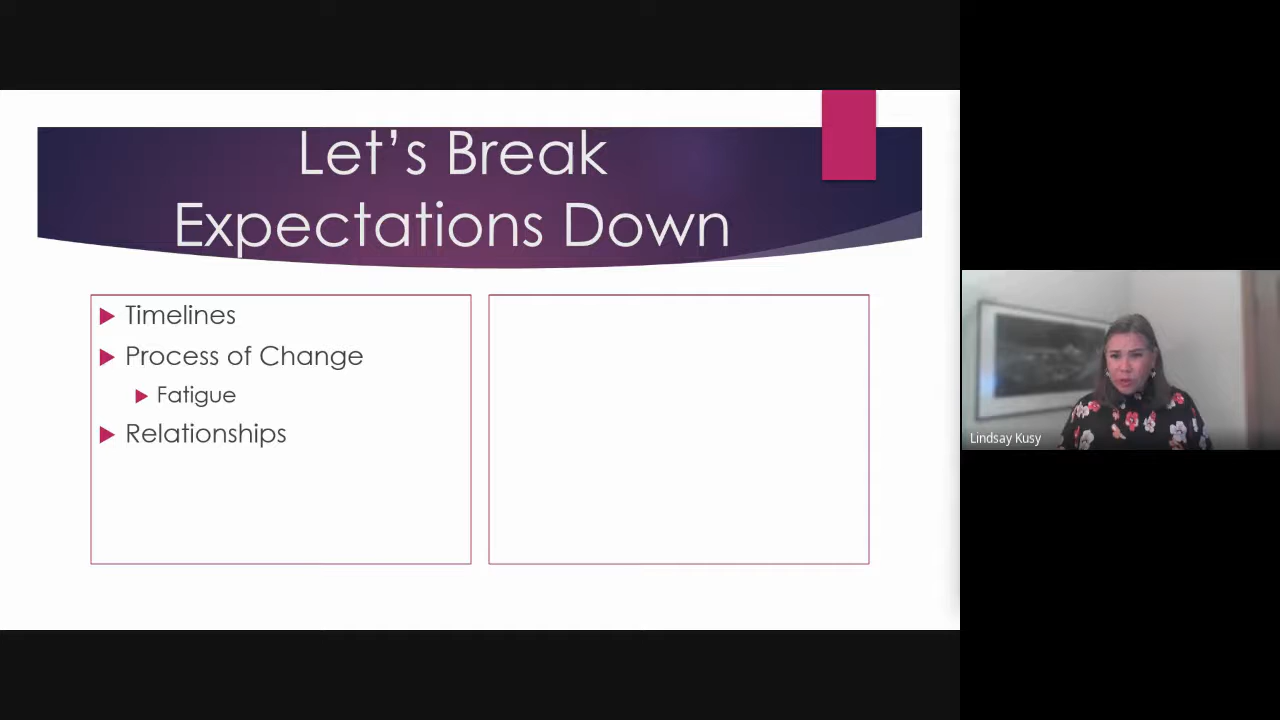 Let’s Break
Expectations Down
Timelines
Process of Change
Fatigue
Relationships
Lindsay Kusy